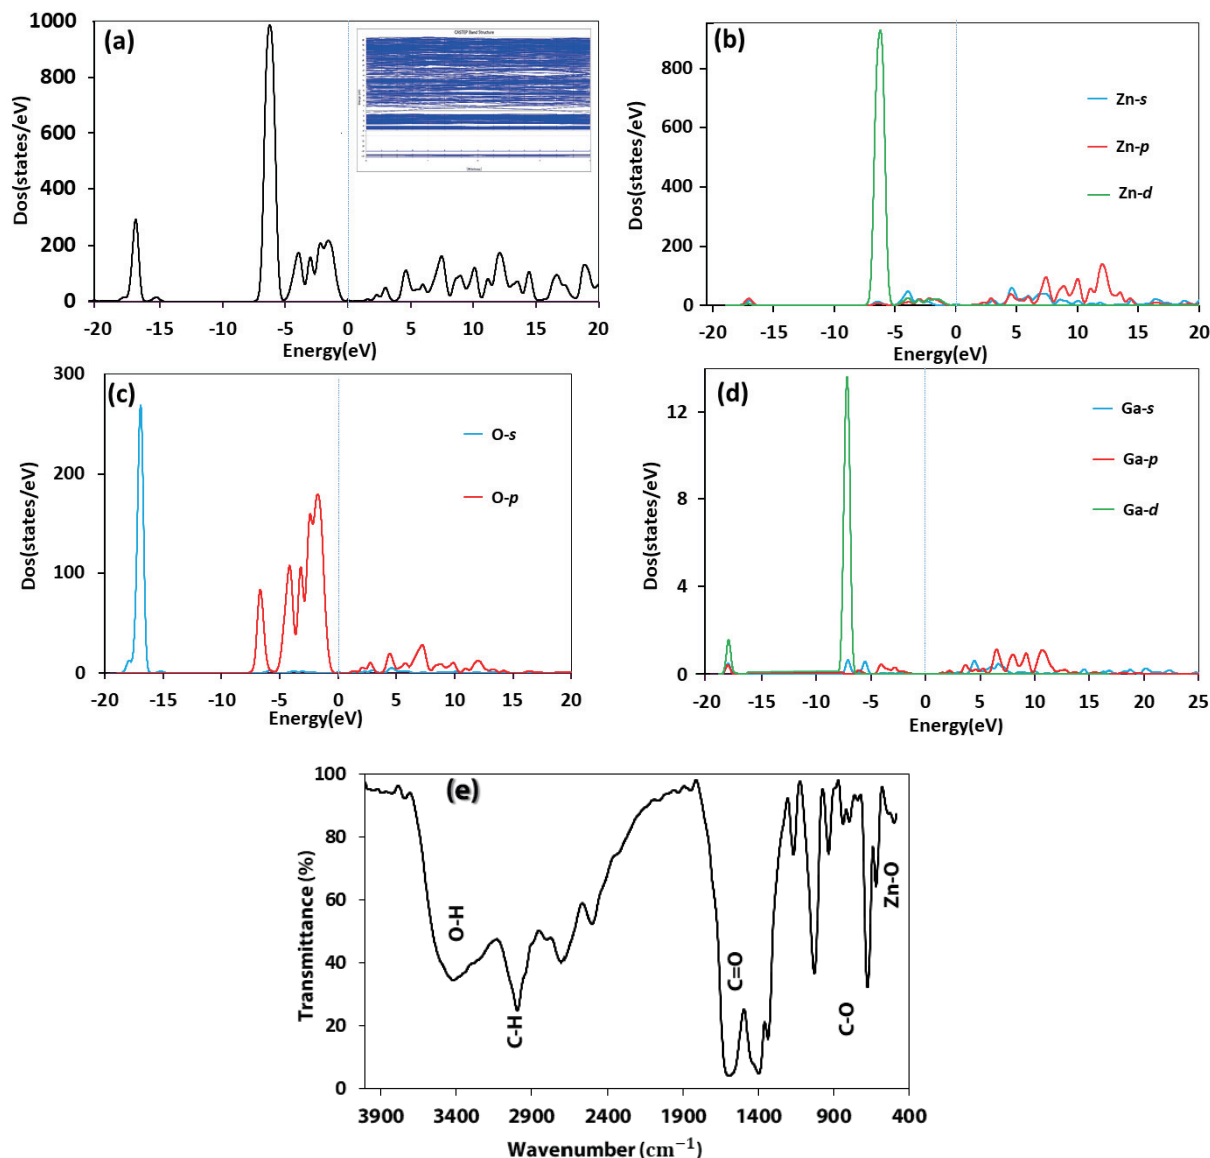 (a)
1000
800
600
400
200
0
Dos(states/eV)
-20 -15 -10 -5 0 5 10 15 20
Energy(eV)
CASTEP Band Structure
(b)
800
600
400
200
0
Dos(states/eV)
Zn-s
Zn-p
Zn-d
-20 -15 -10 -5 0 5 10 15 20
Energy(eV)
(c)
300
200
100
0
Dos(states/eV)
O-s
O-p
-20 -15 -10 -5 0 5 10 15 20
Energy(eV)
(d)
12
8
4
0
Dos(states/eV)
Ga-s
Ga-p
Ga-d
-20 -15 -10 -5 0 5 10 15 20 25
Energy(eV)
(e)
100
80
60
40
20
0
Transmittance (%)
O-H
C-H
C=O
C-O
Zn-O
3900 3400 2900 2400 1900 1400 900 400
Wavenumber (cm⁻¹)